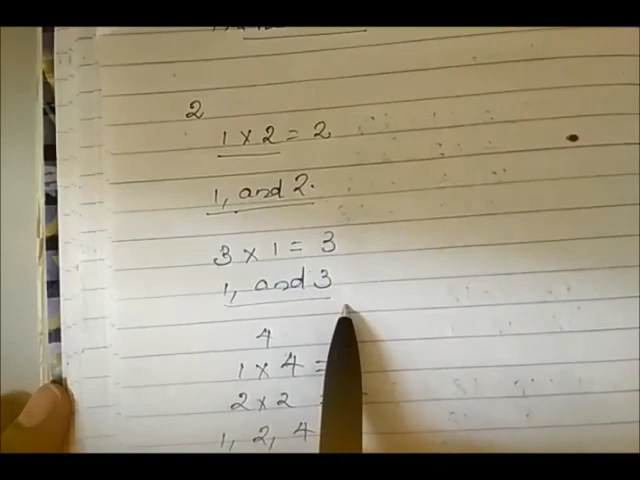 2
1 x 2 = 2
1, and 2.
3 x 1 = 3
1, and 3
4
1 x 4 =
2 x 2 =
1, 2, 4